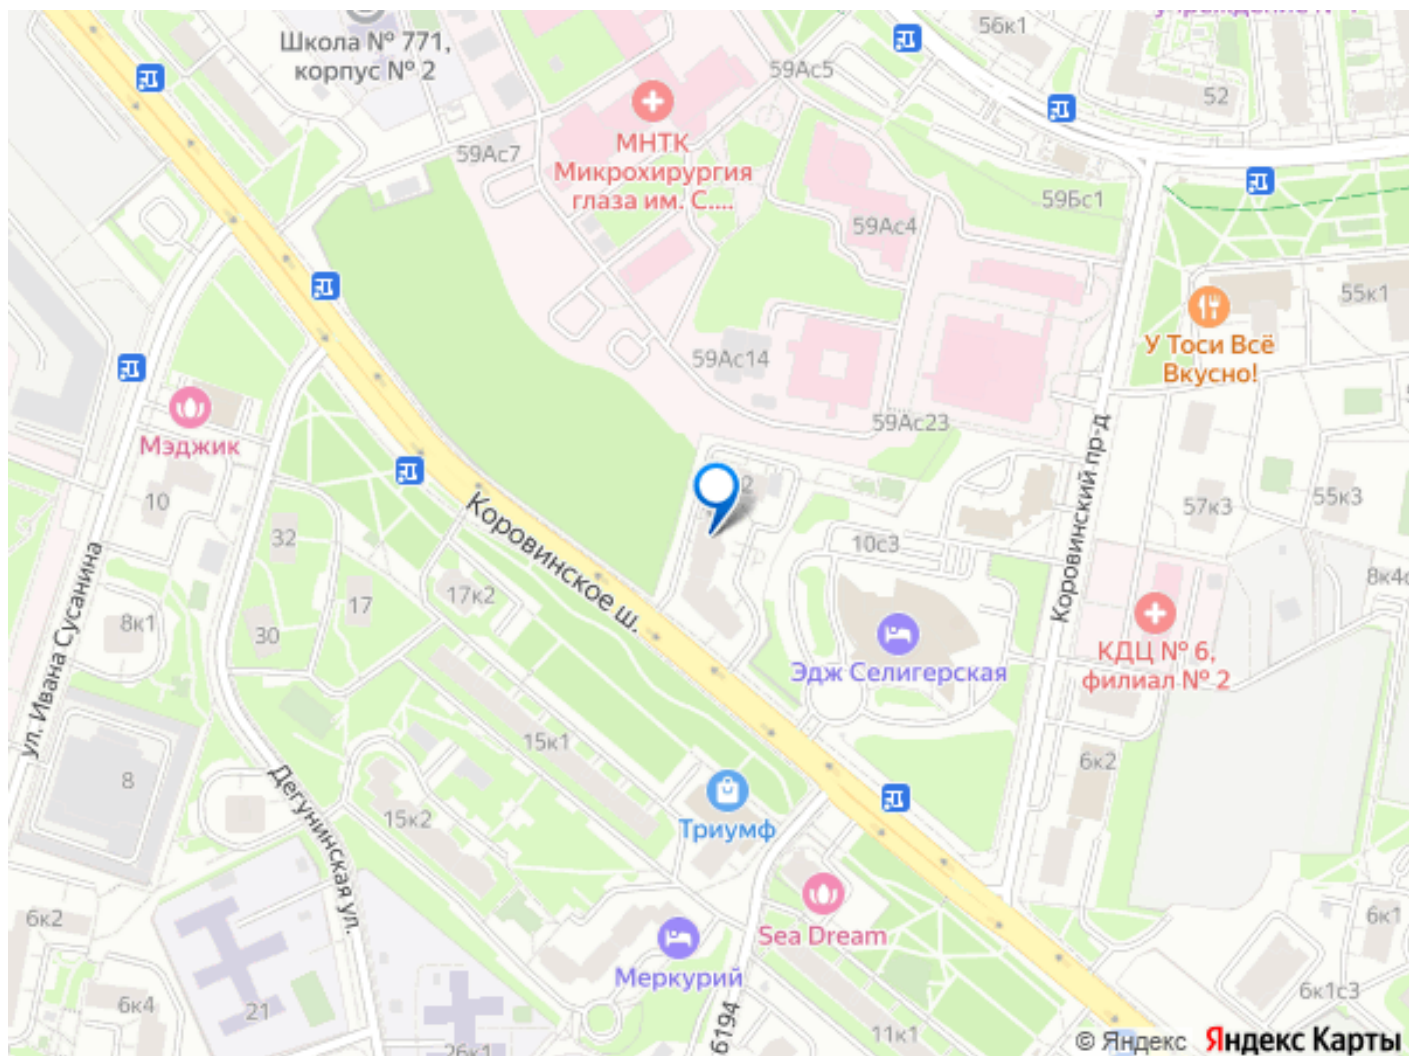 56к1
Школа № 771,
корпус № 2
59Ас5
52
МНТК
Микрохирургия
глаза им. С....
59Ас7
59Бс1
59Ас4
55к1
У Тоси Всё
Вкусно!
59Ас14
59Ас23
Мэджик
Коровинский пр-д
10
57к3
55к3
Коровинское ш.
32
10с3
17к2
17
8к1
30
ул. Ивана Сусанина
КДЦ № 6,
филиал № 2
Эдж Селигерская
15к1
8
6к2
Дегунинская ул.
15к2
Триумф
6к2
6к1
Sea Dream
Меркурий
6к4
21
6к1с3
6194
11к1
26к1
© Яндекс Яндекс Карты